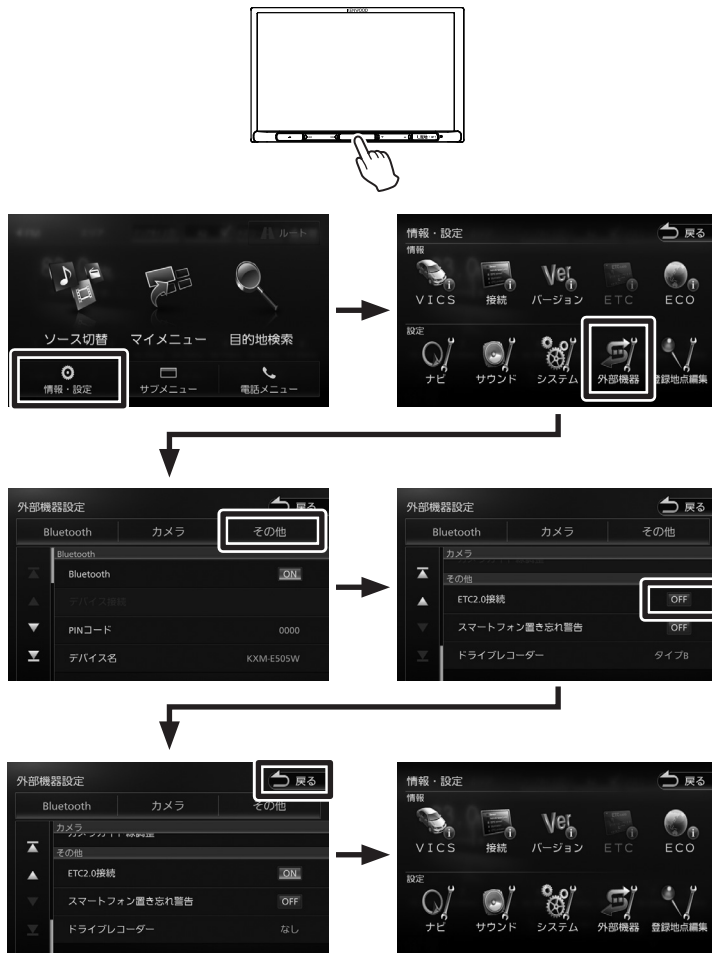 KENWOOD
ルート
ソース切替 マイメニュー 目的地検索
情報・設定 サブメニュー 電話メニュー
情報・設定 戻る
情報
VICS 接続 バージョン ETC ECO
Ver
設定
ナビ サウンド システム 外部機器 登録地点編集
外部機器設定 戻る
Bluetooth カメラ その他
Bluetooth
Bluetooth ON
デバイス接続
PINコード 0000
デバイス名 KXM-E505W
外部機器設定 戻る
Bluetooth カメラ その他
カメラ
その他
ETC2.0接続 OFF
スマートフォン置き忘れ警告 OFF
ドライブレコーダー タイプB
外部機器設定 戻る
Bluetooth カメラ その他
カメラ
その他
ETC2.0接続 ON
スマートフォン置き忘れ警告 OFF
ドライブレコーダー なし
情報・設定 戻る
情報
Ver
VICS 接続 バージョン ETC ECO
設定
ナビ サウンド システム 外部機器 登録地点編集